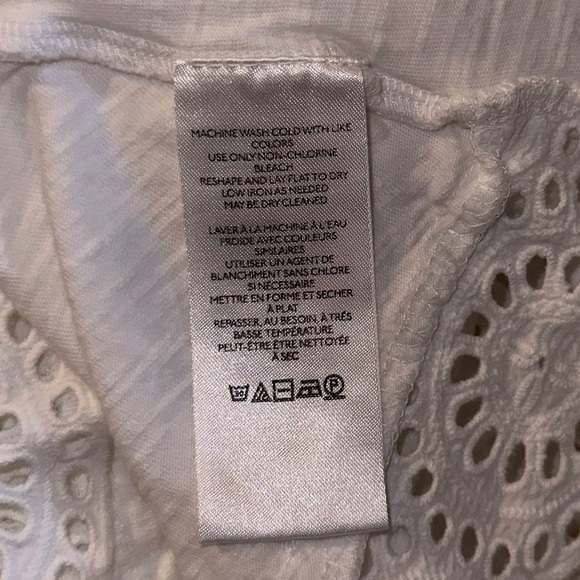 MACHINE WASH COLD WITH LIKE
COLORS
USE ONLY NON-CHLORINE
BLEACH
RESHAPE AND LAY FLAT TO DRY
LOW IRON AS NEEDED
MAY BE DRY CLEANED
LAVER À LA MACHINE À L'EAU
FROIDE AVEC COULEURS
SIMILAIRES
UTILISER UN AGENT DE
BLANCHIMENT SANS CHLORE
SI NÉCESSAIRE
METTRE EN FORME ET SECHER
À PLAT
REPASSER, AU BESOIN, À TRÉS
BASSE TEMPÉRATURE
PEUT-ÊTRE ÊTRE NETTOYÉE
À SEC
30 P